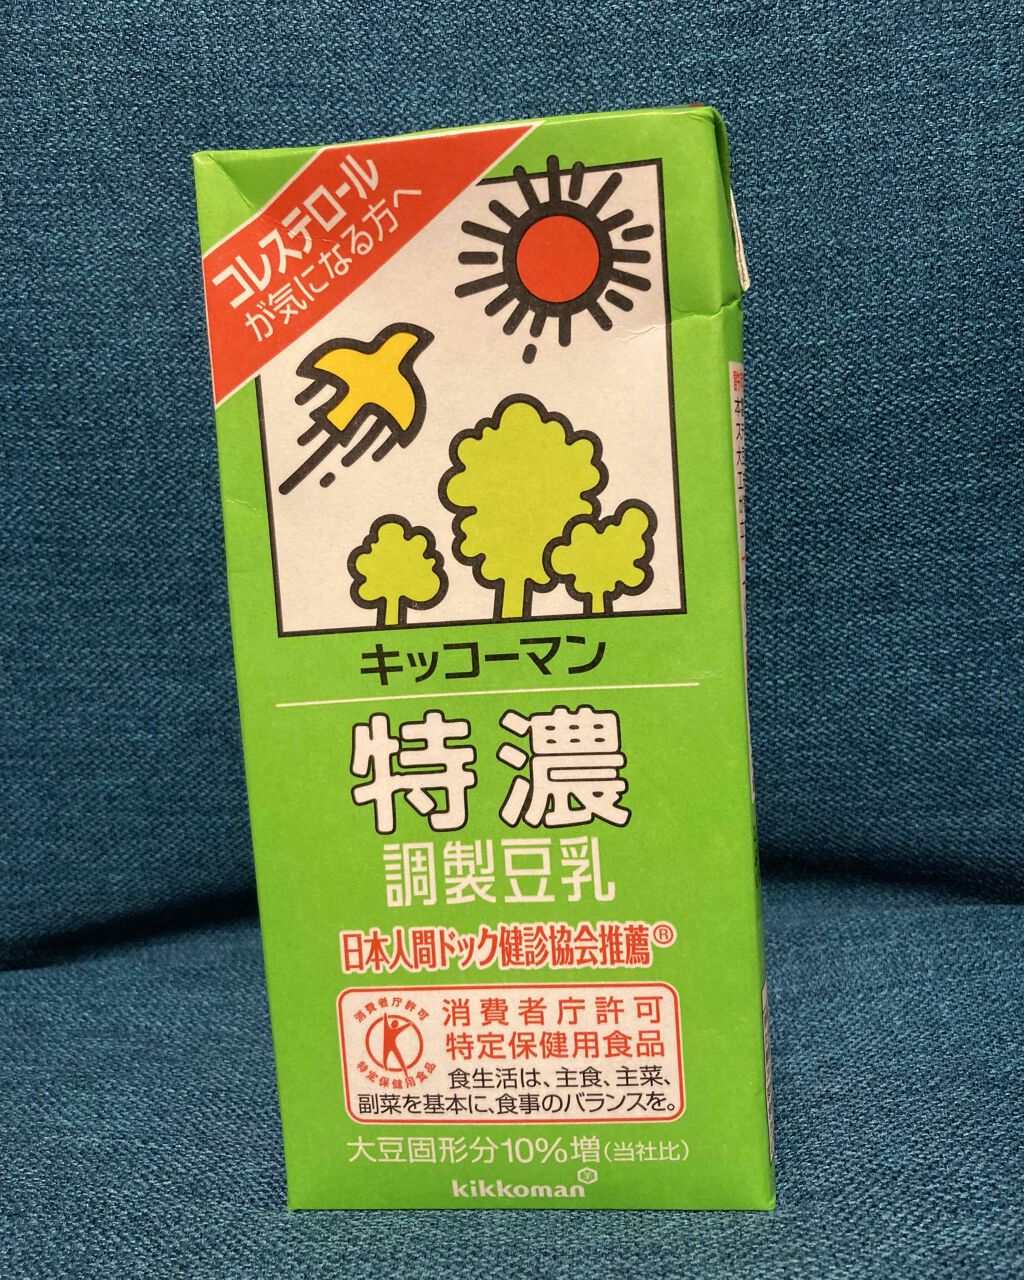 コレステロール
が気になる方へ
キッコーマン
特濃
調製豆乳
日本人間ドック健診協会推薦®
消費者庁許可
特定保健用食品
消費者庁許可
特定保健用食品
食生活は、主食、主菜、
副菜を基本に、食事のバランスを。
大豆固形分10%増(当社比)
kikkoman